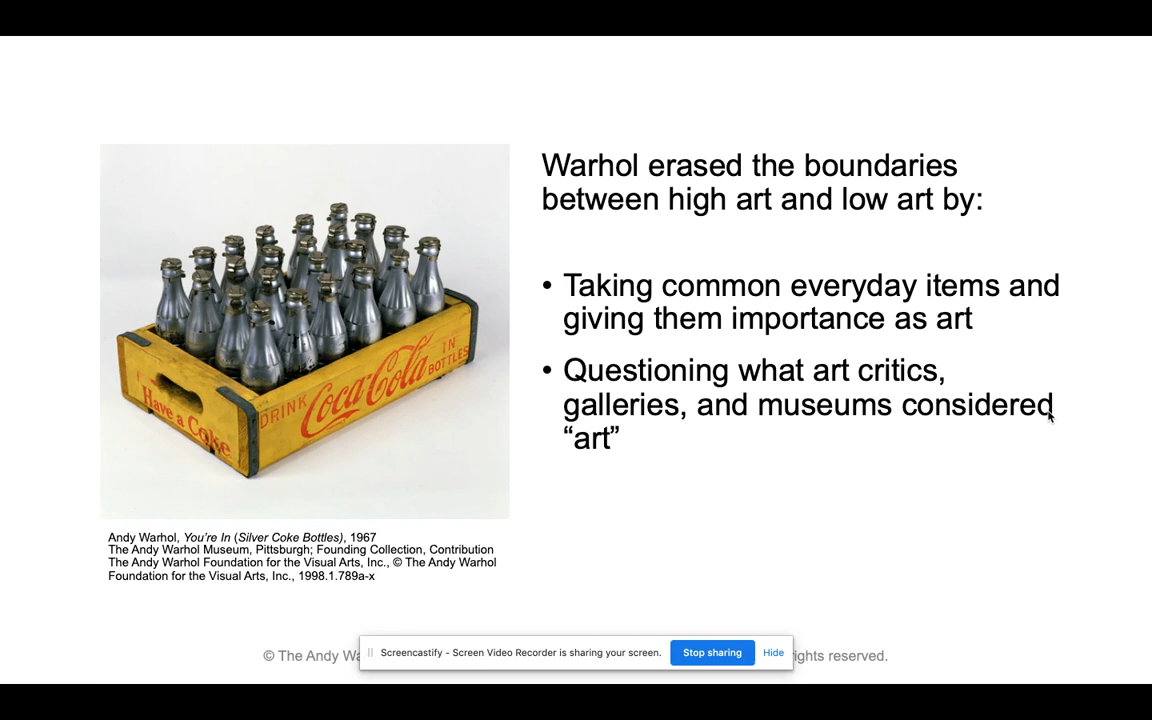 Warhol erased the boundaries
between high art and low art by:
• Taking common everyday items and
giving them importance as art
• Questioning what art critics,
galleries, and museums considered
“art”
Have a Coke
DRINK Coca-Cola IN
BOTTLES
Andy Warhol, You’re In (Silver Coke Bottles), 1967
The Andy Warhol Museum, Pittsburgh; Founding Collection, Contribution
The Andy Warhol Foundation for the Visual Arts, Inc., © The Andy Warhol
Foundation for the Visual Arts, Inc., 1998.1.789a-x
© The Andy
ights reserved.
Screencastify - Screen Video Recorder is sharing your screen.
Stop sharing
Hide